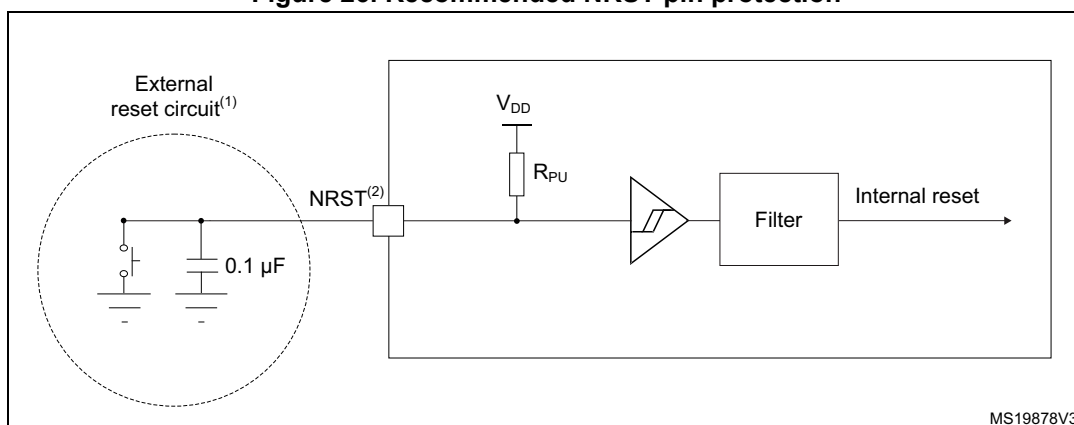 External
reset circuit(1)
VDD
RPU
NRST(2)
Filter
Internal reset
0.1 µF
MS19878V3